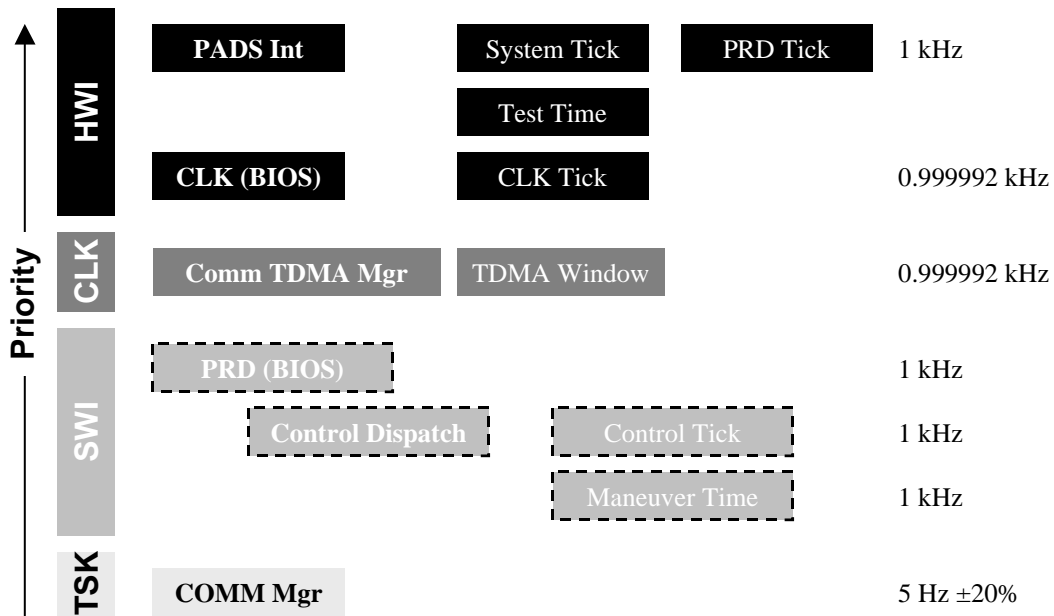 Priority
HWI
PADS Int System Tick PRD Tick 1 kHz
Test Time
CLK (BIOS) CLK Tick 0.999992 kHz
CLK
Comm TDMA Mgr TDMA Window 0.999992 kHz
SWI
PRD (BIOS) 1 kHz
Control Dispatch Control Tick 1 kHz
Maneuver Time 1 kHz
TSK
COMM Mgr 5 Hz ±20%